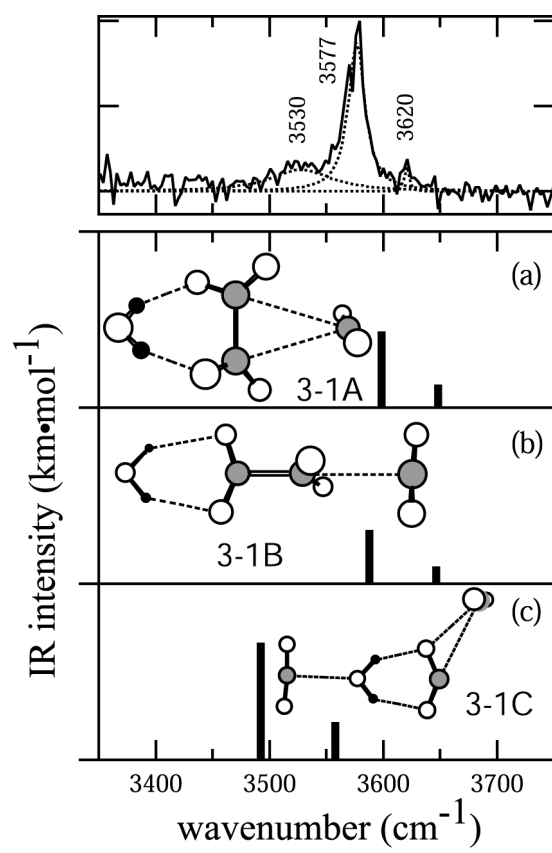 3530
3577
3620
(a)
3-1A
(b)
3-1B
(c)
3-1C
IR intensity (km•mol⁻¹)
3400
3500
3600
3700
wavenumber (cm⁻¹)